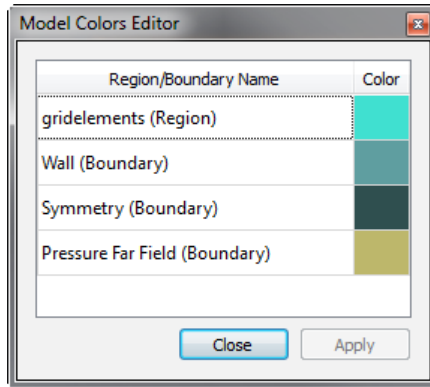 Model Colors Editor
Region/Boundary Name Color
gridelements (Region)
Wall (Boundary)
Symmetry (Boundary)
Pressure Far Field (Boundary)
Close Apply